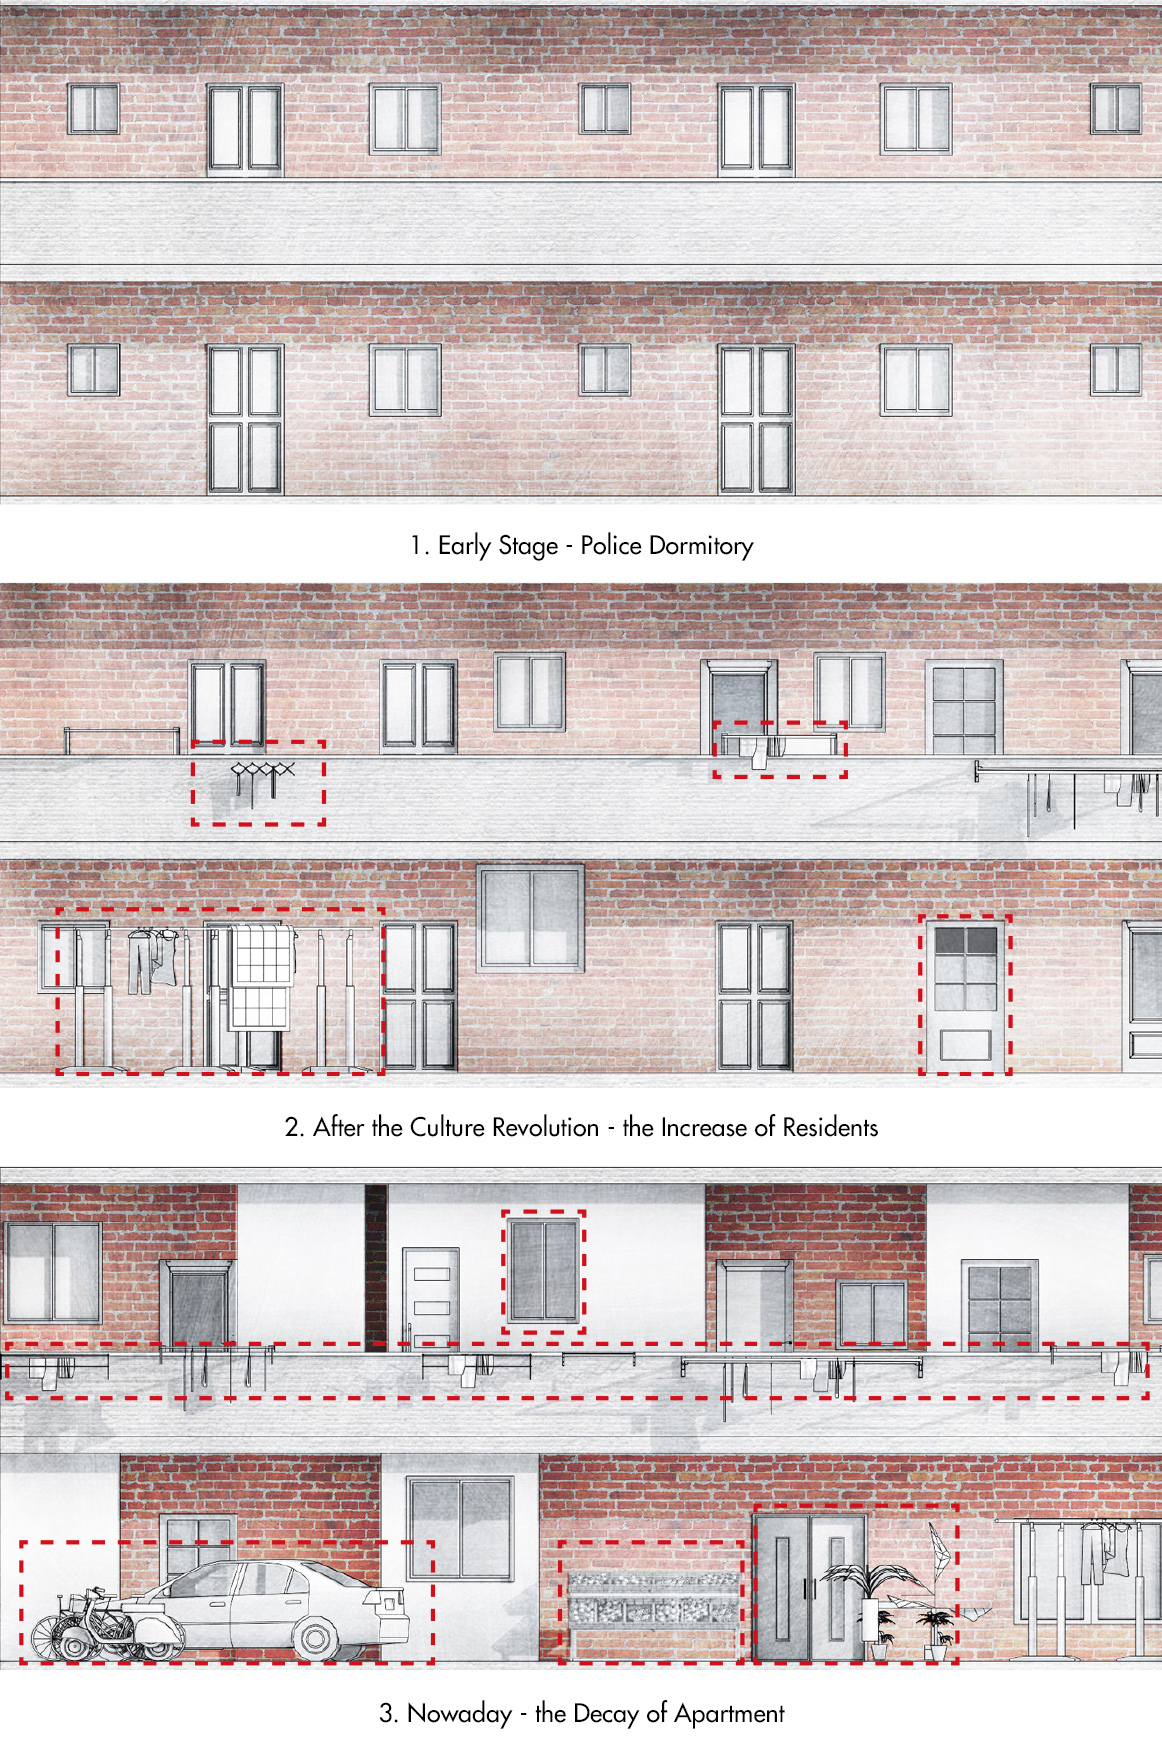 1. Early Stage - Police Dormitory
2. After the Culture Revolution - the Increase of Residents
3. Nowaday - the Decay of Apartment